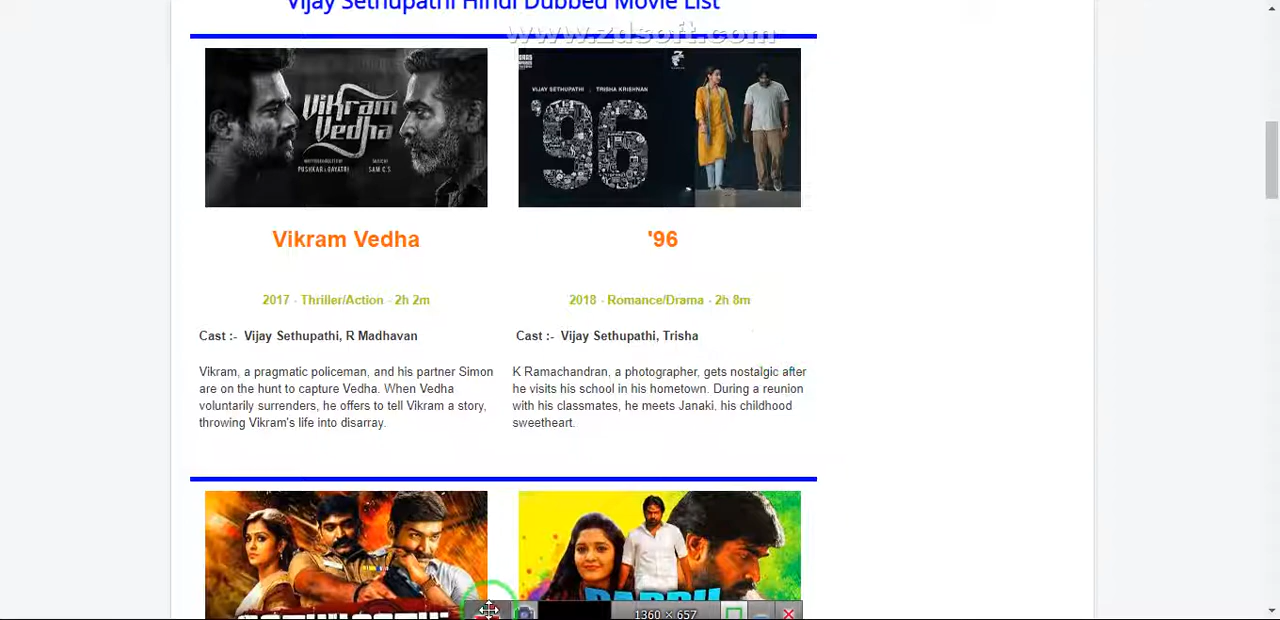 Vijay Sethupathi Hindi Dubbed Movie List
www.zdsoft.com
Vikram
Vedha
PUSHKAR & GAYATRI
SAM C S
VIJAY SETHUPATHI
TRISHA KRISHNAN
'96
Vikram Vedha
'96
2017 - Thriller/Action - 2h 2m
2018 - Romance/Drama - 2h 8m
Cast :- Vijay Sethupathi, R Madhavan
Cast :- Vijay Sethupathi, Trisha
Vikram, a pragmatic policeman, and his partner Simon
are on the hunt to capture Vedha. When Vedha
voluntarily surrenders, he offers to tell Vikram a story,
throwing Vikram's life into disarray.
K Ramachandran, a photographer, gets nostalgic after
he visits his school in his hometown. During a reunion
with his classmates, he meets Janaki, his childhood
sweetheart.
1360 × 657